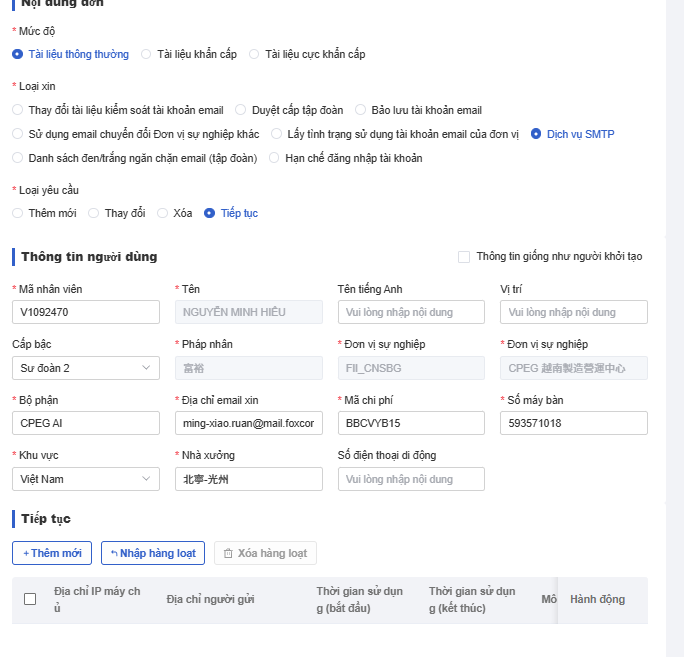 Nội dung đơn
* Mức độ
Tài liệu thông thường Tài liệu khẩn cấp Tài liệu cực khẩn cấp
* Loại xin
Thay đổi tài liệu kiểm soát tài khoản email Duyệt cấp tập đoàn Bảo lưu tài khoản email
Sử dụng email chuyển đổi Đơn vị sự nghiệp khác Lấy tình trạng sử dụng tài khoản email của đơn vị Dịch vụ SMTP
Danh sách đen/trắng ngăn chặn email (tập đoàn) Hạn chế đăng nhập tài khoản
* Loại yêu cầu
Thêm mới Thay đổi Xóa Tiếp tục
Thông tin người dùng Thông tin giống như người khởi tạo
* Mã nhân viên * Tên Tên tiếng Anh Vị trí
V1092470 NGUYỄN MINH HIẾU Vui lòng nhập nội dung Vui lòng nhập nội dung
Cấp bậc * Pháp nhân * Đơn vị sự nghiệp * Đơn vị sự nghiệp
Sư đoàn 2 富裕 FII_CNSBG CPEG 越南製造營運中心
* Bộ phận * Địa chỉ email xin * Mã chi phí * Số máy bàn
CPEG AI ming-xiao.ruan@mail.foxcor BBCVYB15 593571018
* Khu vực * Nhà xưởng Số điện thoại di động
Việt Nam 北寧-光州 Vui lòng nhập nội dung
Tiếp tục
+ Thêm mới Nhập hàng loạt Xóa hàng loạt
Địa chỉ IP máy ch Địa chỉ người gửi Thời gian sử dụn Thời gian sử dụn Mô Hành động
ủ g (bắt đầu) g (kết thúc)